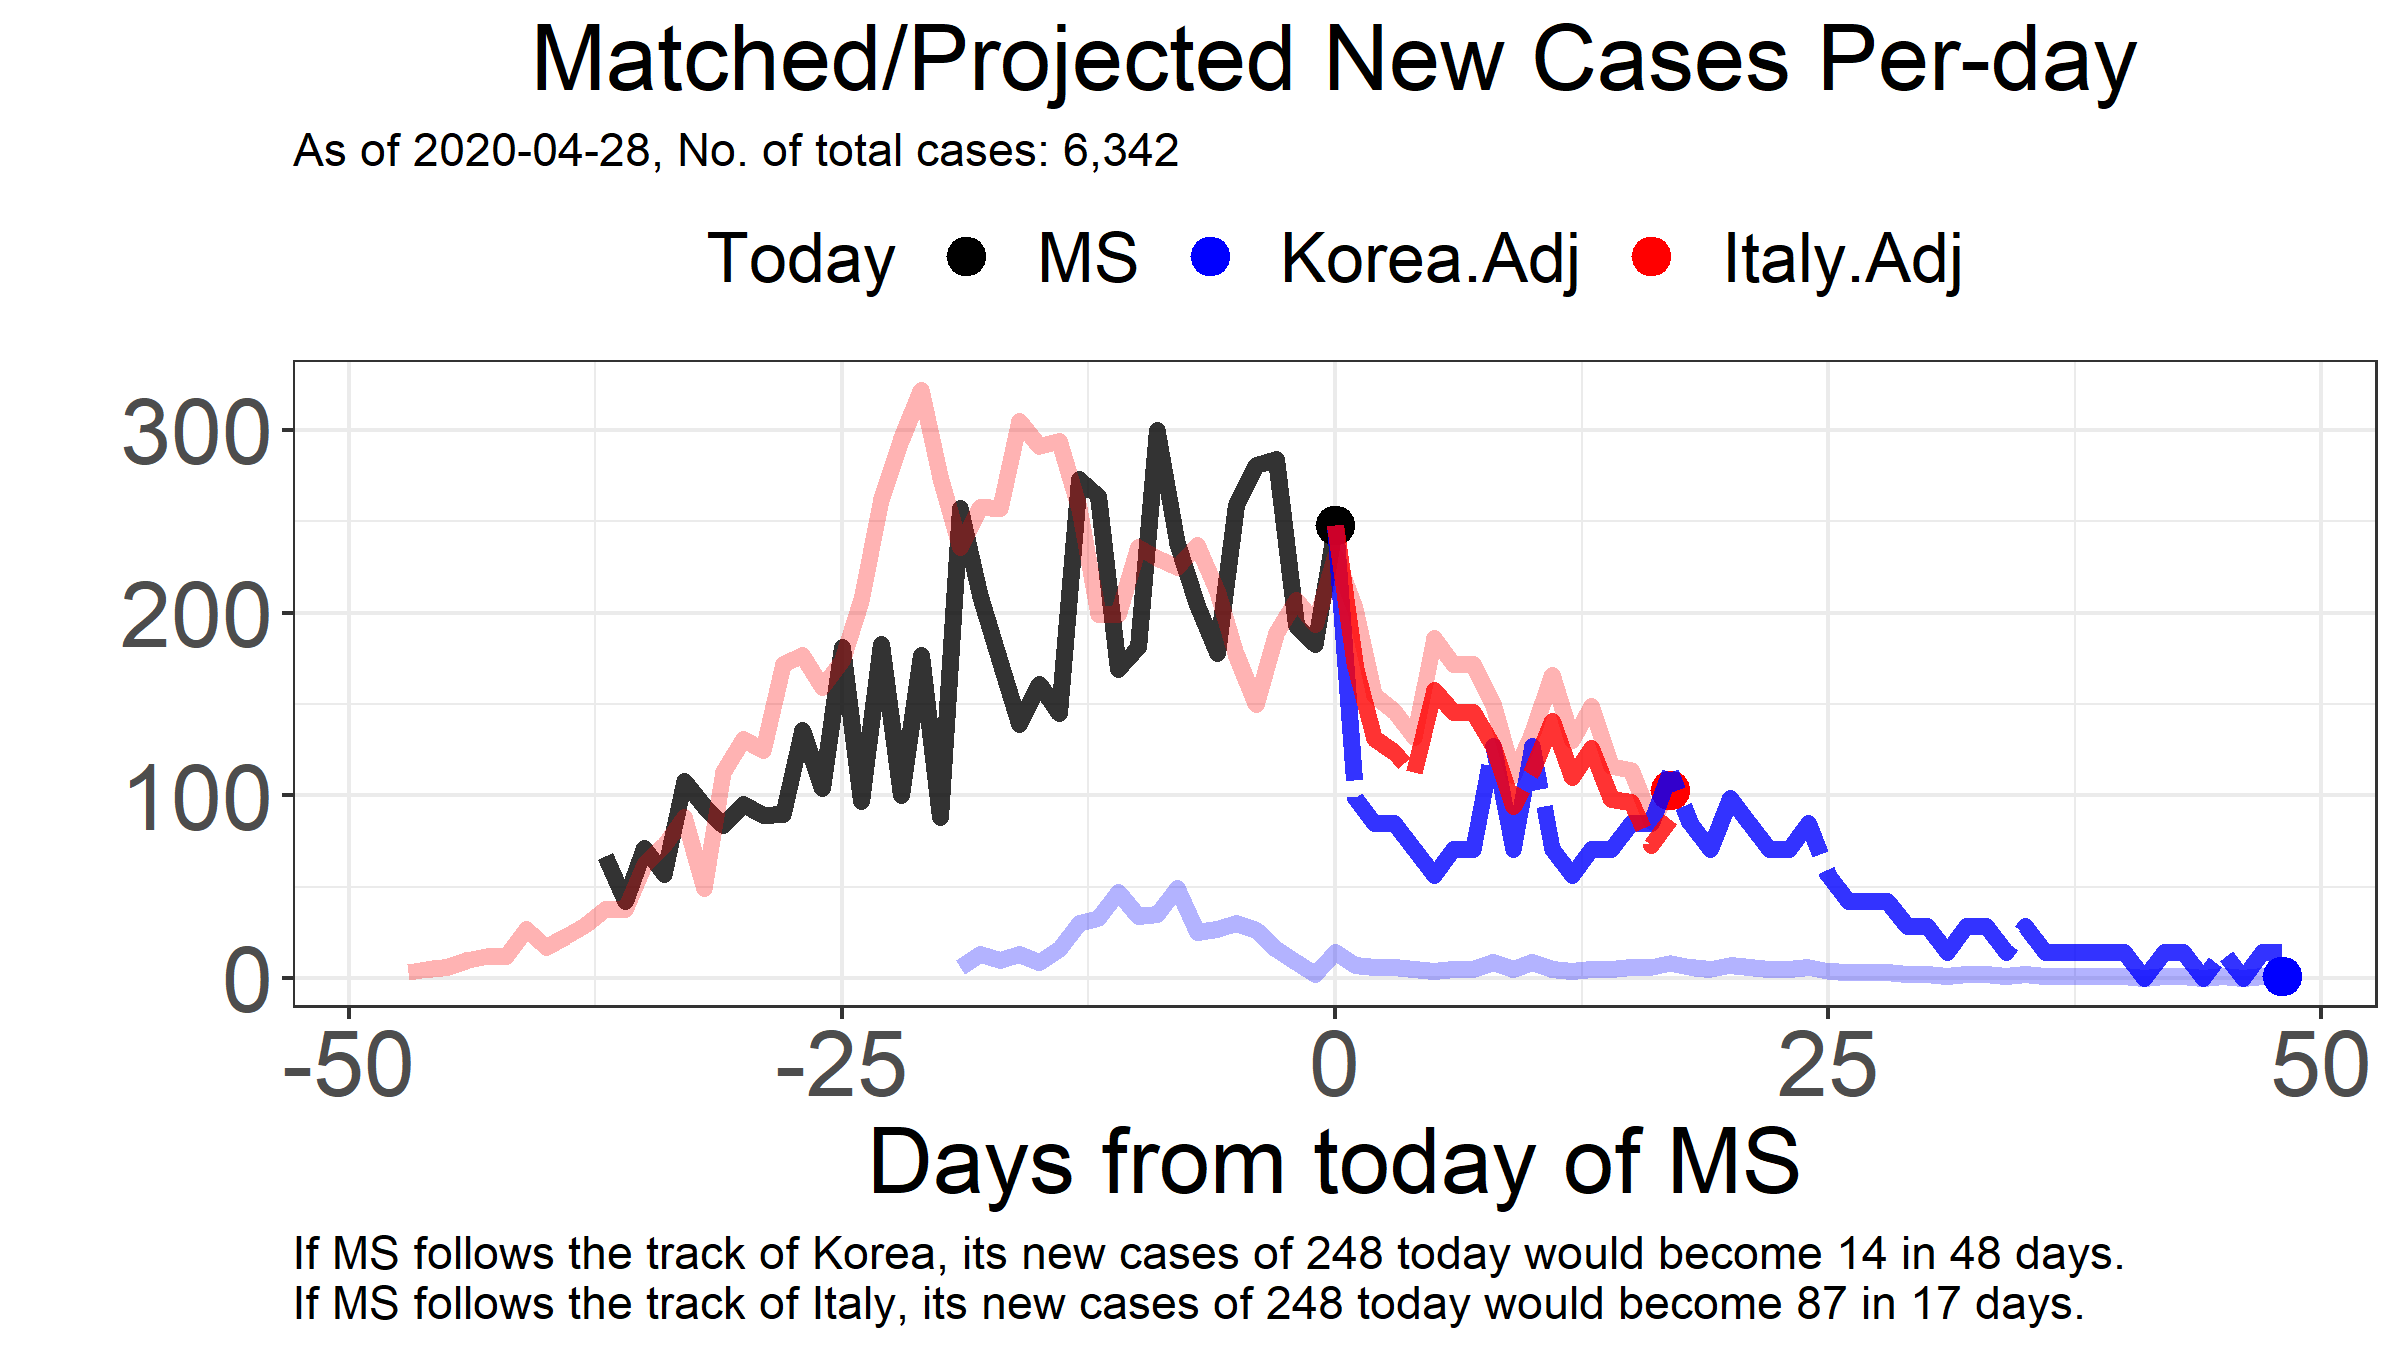 Matched/Projected New Cases Per-day
As of 2020-04-28, No. of total cases: 6,342
Today MS Korea.Adj Italy.Adj
300
200
100
0
-50 -25 0 25 50
Days from today of MS
If MS follows the track of Korea, its new cases of 248 today would become 14 in 48 days.
If MS follows the track of Italy, its new cases of 248 today would become 87 in 17 days.